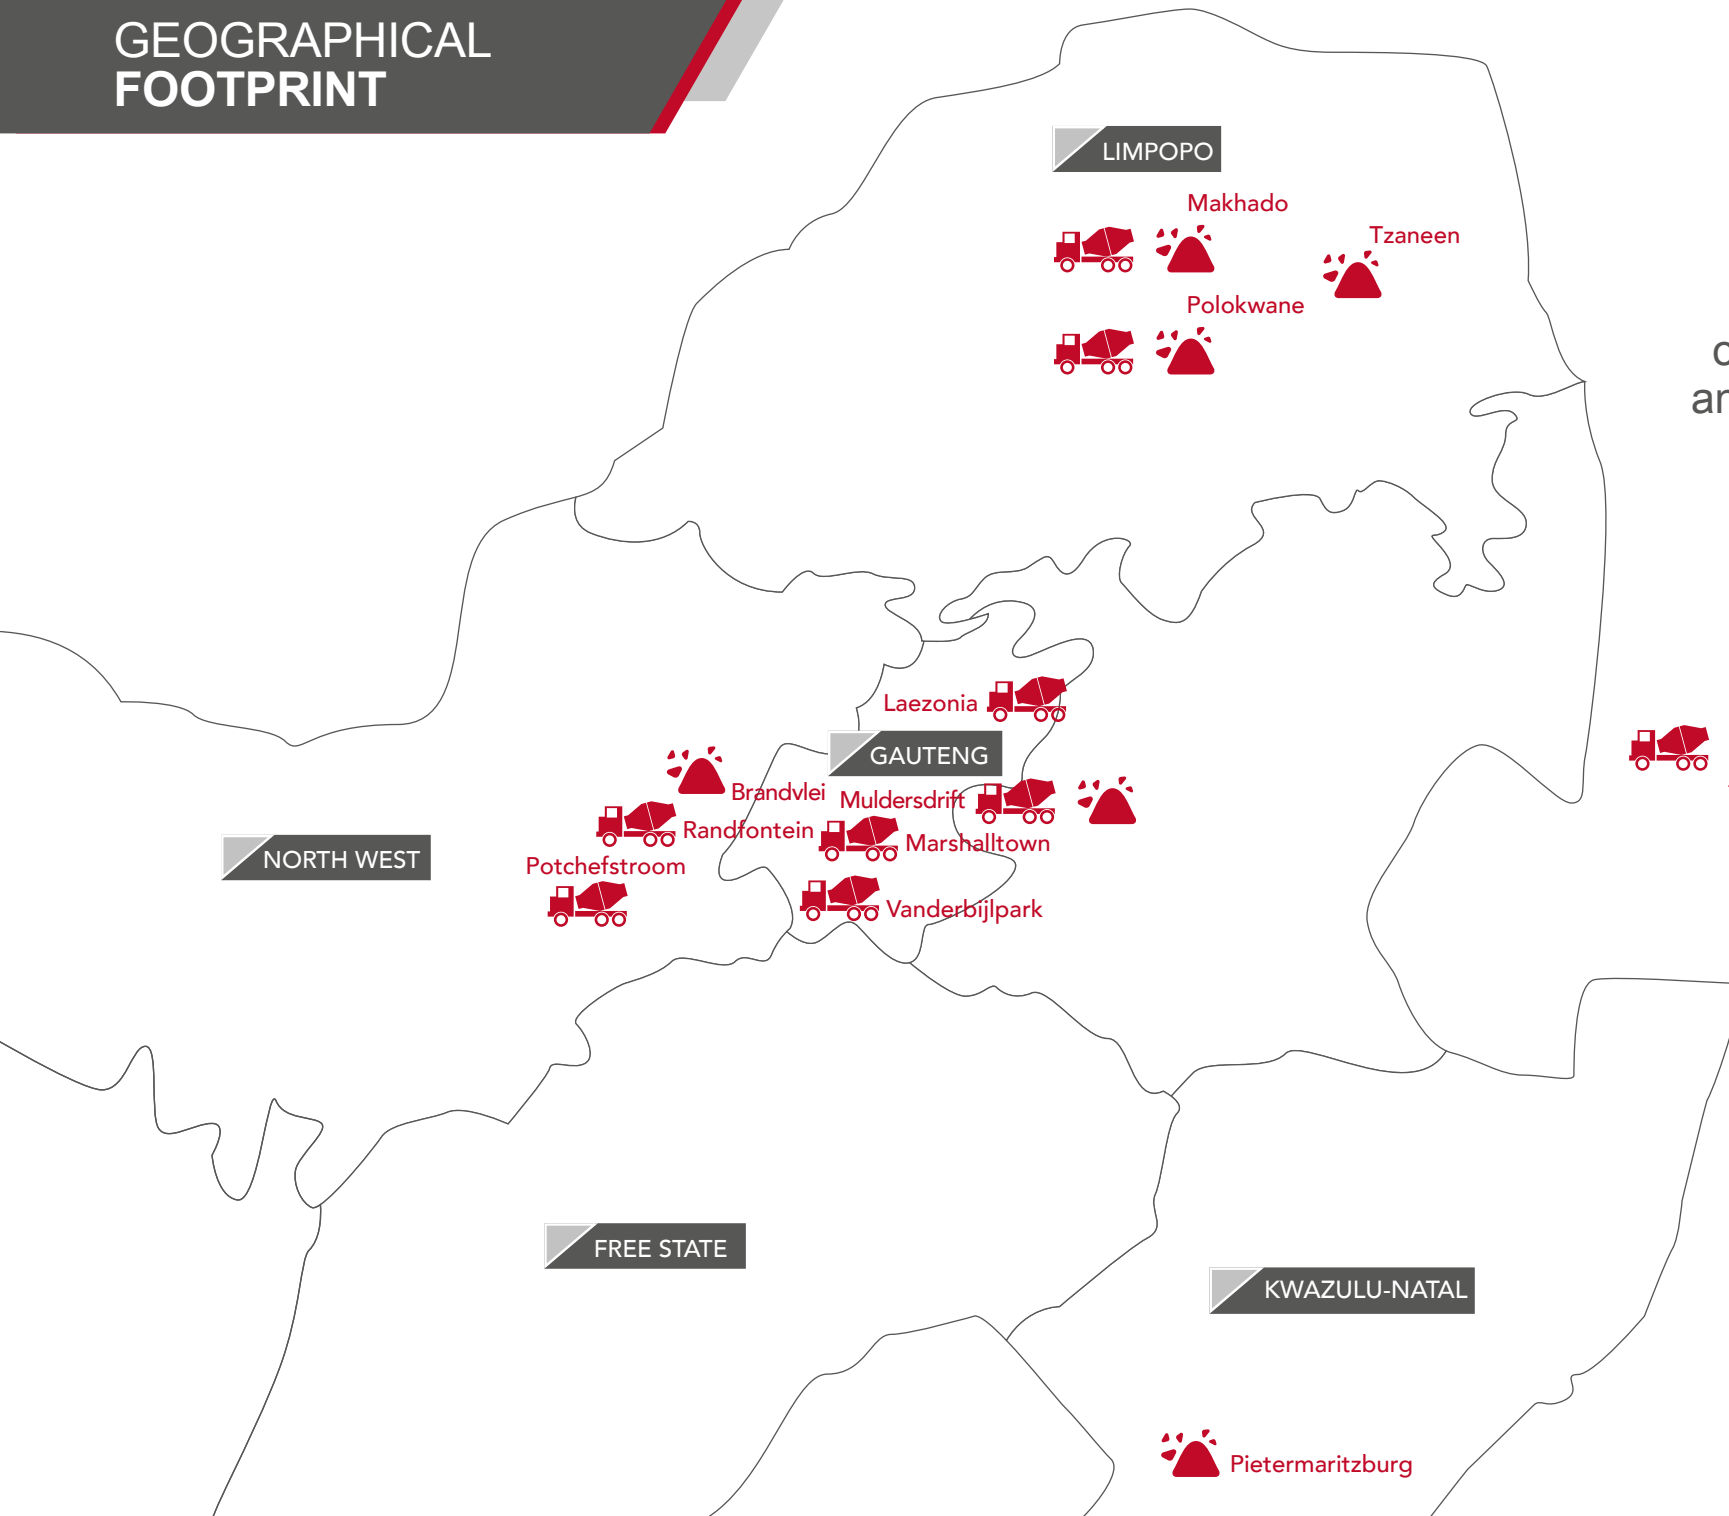 GEOGRAPHICAL
FOOTPRINT
LIMPOPO
Makhado
Tzaneen
Polokwane
Laezonia
GAUTENG
Brandvlei
Muldersdrift
Randfontein
Marshalltown
NORTH WEST
Potchefstroom
Vanderbijlpark
FREE STATE
KWAZULU-NATAL
Pietermaritzburg